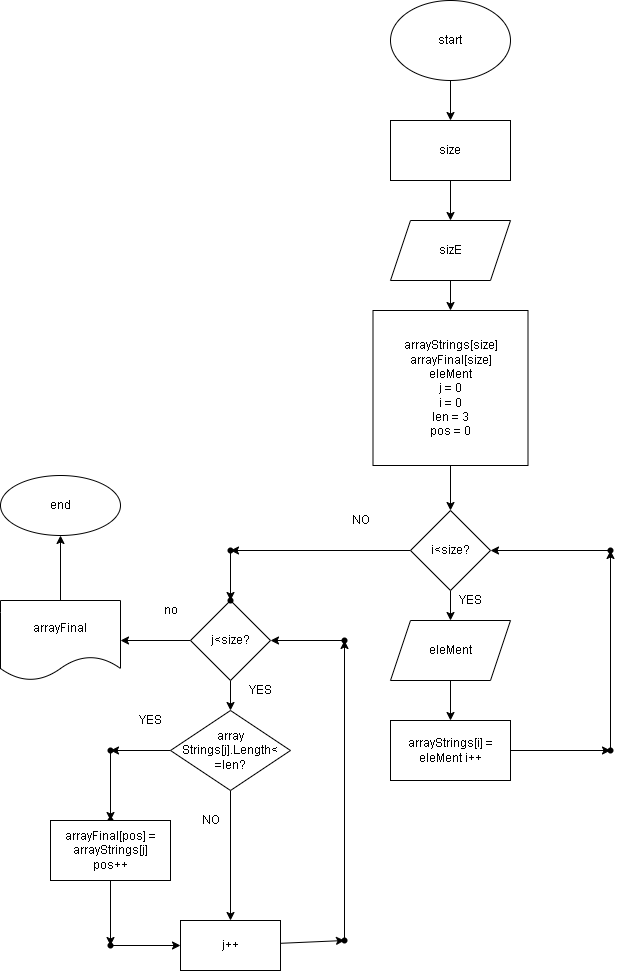 start
size
sizE
arrayStrings[size]
arrayFinal[size]
eleMent
j = 0
i = 0
len = 3
pos = 0
end
NO
i<size?
YES
no
arrayFinal
j<size?
eleMent
YES
YES
array
Strings[j].Length<
=len?
arrayStrings[i] =
eleMent i++
NO
arrayFinal[pos] =
arrayStrings[j]
pos++
j++